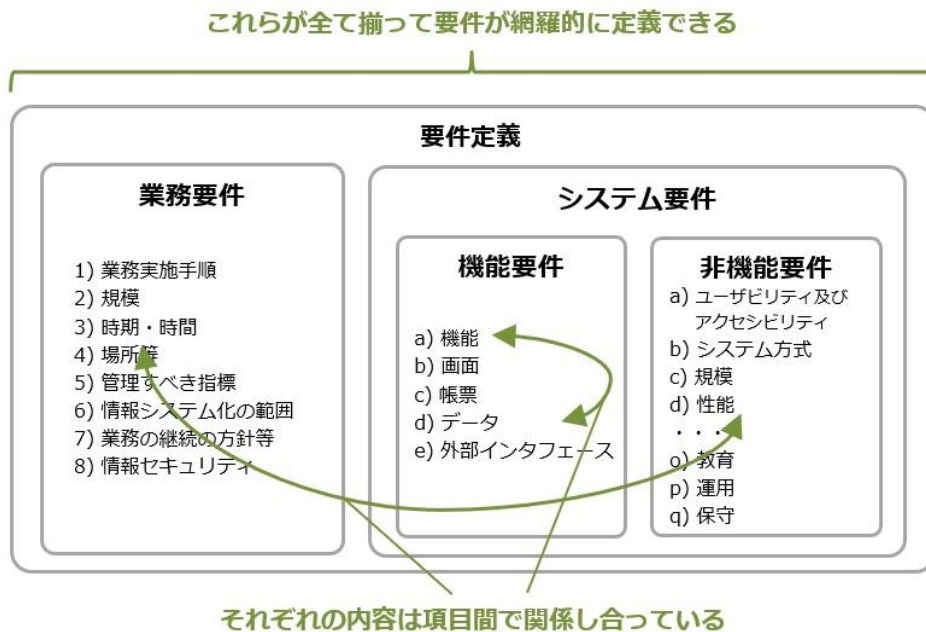 これらが全て揃って要件が網羅的に定義できる
要件定義
業務要件
1) 業務実施手順
2) 規模
3) 時期・時間
4) 場所等
5) 管理すべき指標
6) 情報システム化の範囲
7) 業務の継続の方針等
8) 情報セキュリティ
システム要件
機能要件
a) 機能
b) 画面
c) 帳票
d) データ
e) 外部インタフェース
非機能要件
a) ユーザビリティ及び
アクセシビリティ
b) システム方式
c) 規模
d) 性能
・・・
o) 教育
p) 運用
q) 保守
それぞれの内容は項目間で関係し合っている